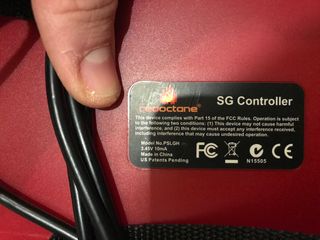 redoctane
SG Controller
This device complies with Part 15 of the FCC Rules. Operation is subject
to the following two conditions: (1) This device may not cause harmful
interference, and (2) this device must accept any interference received,
including interference that may cause undesired operation.
Model No.PSLGH
3.45V 10mA
Made in China
US Patents Pending
FC
CE
N15505